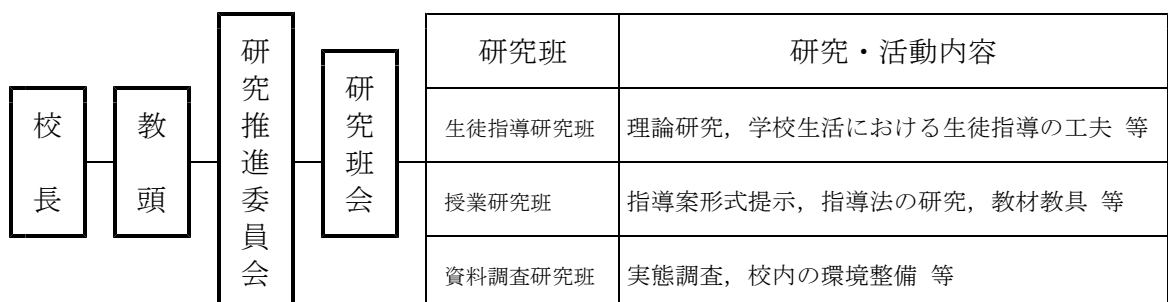 校長
教頭
研究推進委員会
研究班会
研究班
研究・活動内容
生徒指導研究班
理論研究，学校生活における生徒指導の工夫 等
授業研究班
指導案形式提示，指導法の研究，教材教具 等
資料調査研究班
実態調査，校内の環境整備 等